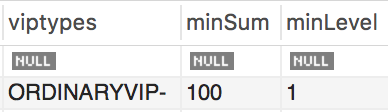 viptypes minSum minLevel
NULL NULL NULL
ORDINARYVIP- 100 1